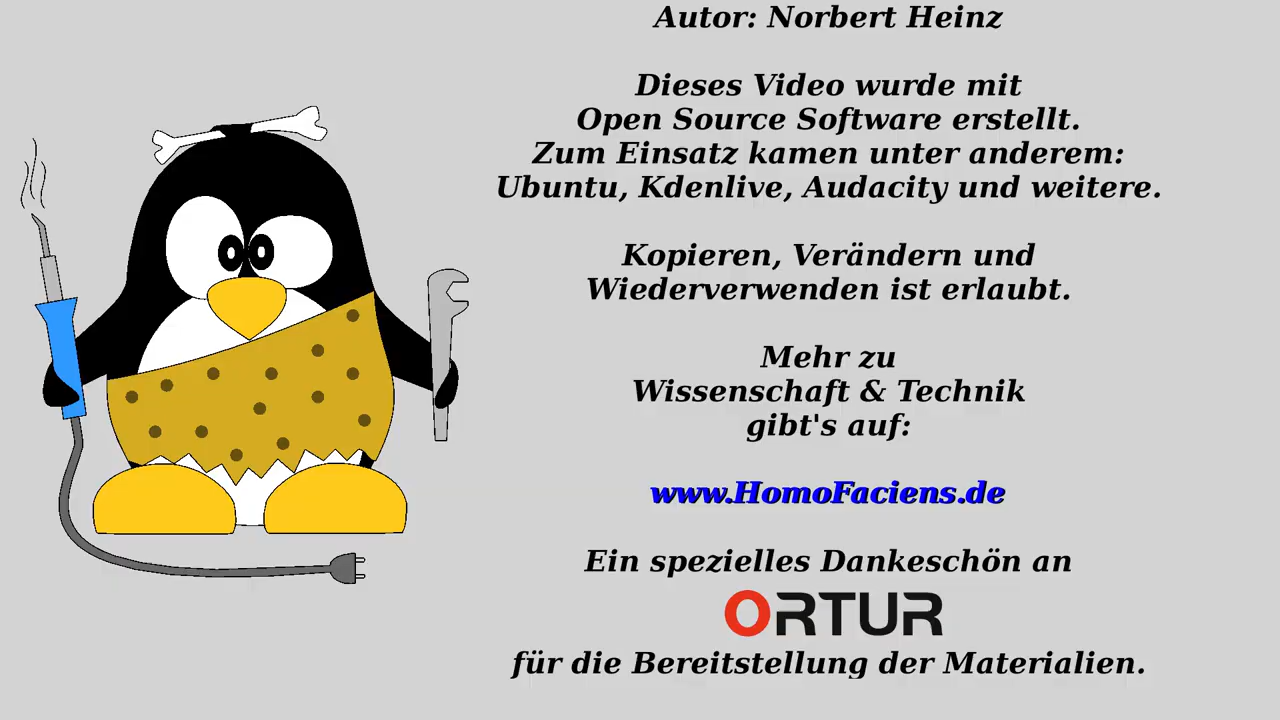 Autor: Norbert Heinz
Dieses Video wurde mit
Open Source Software erstellt.
Zum Einsatz kamen unter anderem:
Ubuntu, Kdenlive, Audacity und weitere.
Kopieren, Verändern und
Wiederverwenden ist erlaubt.
Mehr zu
Wissenschaft & Technik
gibt's auf:
www.HomoFaciens.de
Ein spezielles Dankeschön an
ORTUR
für die Bereitstellung der Materialien.